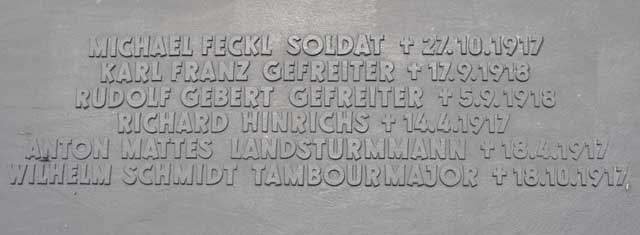 MICHAEL FECKL SOLDAT † 27.10.1917
KARL FRANZ GEFREITER † 17.9.1918
RUDOLF GEBERT GEFREITER † 5.9.1918
RICHARD HINRICHS † 14.4.1917
ANTON MATTES LANDSTURMMANN † 18.4.1917
WILHELM SCHMIDT TAMBOURMAJOR † 18.10.1917